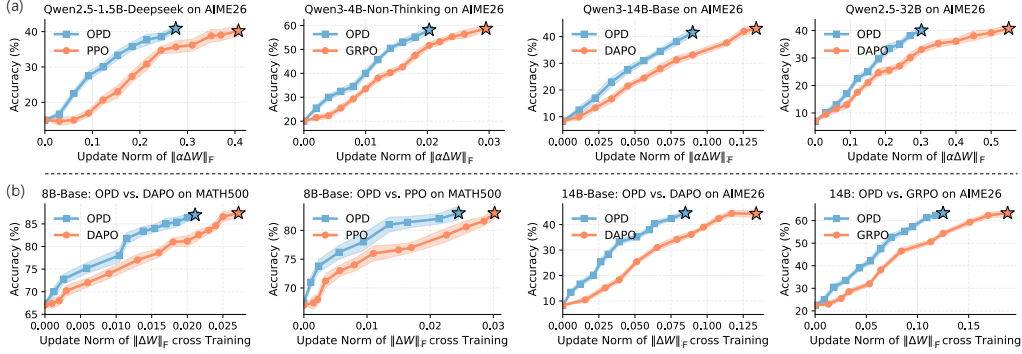 (a)
Qwen2.5-1.5B-Deepseek on AIME26
Accuracy (%)
40
30
20
OPD
PPO
0.0 0.1 0.2 0.3 0.4
Update Norm of ‖αΔW‖F
Qwen3-4B-Non-Thinking on AIME26
Accuracy (%)
60
50
40
30
20
OPD
GRPO
0.00 0.01 0.02 0.03
Update Norm of ‖αΔW‖F
Qwen3-14B-Base on AIME26
Accuracy (%)
40
30
20
10
OPD
DAPO
0.000 0.025 0.050 0.075 0.100 0.125
Update Norm of ‖αΔW‖F
Qwen2.5-32B on AIME26
Accuracy (%)
40
30
20
10
OPD
DAPO
0.0 0.1 0.2 0.3 0.4 0.5
Update Norm of ‖αΔW‖F
(b)
8B-Base: OPD vs. DAPO on MATH500
Accuracy (%)
85
80
75
70
65
OPD
DAPO
0.000 0.005 0.010 0.015 0.020 0.025
Update Norm of ‖ΔW‖F cross Training
8B-Base: OPD vs. PPO on MATH500
Accuracy (%)
80
75
70
65
OPD
PPO
0.00 0.01 0.02 0.03
Update Norm of ‖ΔW‖F cross Training
14B-Base: OPD vs. DAPO on AIME26
Accuracy (%)
50
40
30
20
10
OPD
DAPO
0.000 0.025 0.050 0.075 0.100 0.125
Update Norm of ‖ΔW‖F cross Training
14B: OPD vs. GRPO on AIME26
Accuracy (%)
60
50
40
30
20
OPD
GRPO
0.00 0.05 0.10 0.15
Update Norm of ‖ΔW‖F cross Training